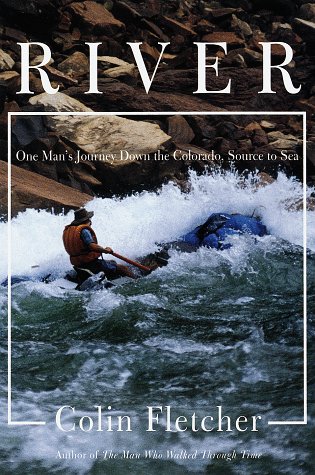 RIVER
One Man's Journey Down the Colorado, Source to Sea
Colin Fletcher
Author of The Man Who Walked Through Time